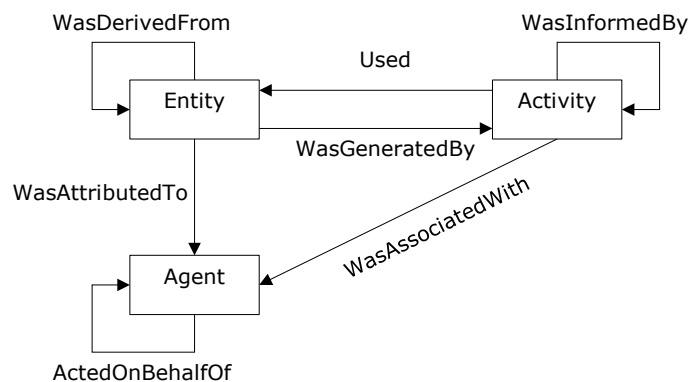 WasDerivedFrom
WasInformedBy
Used
Entity
Activity
WasGeneratedBy
WasAttributedTo
WasAssociatedWith
Agent
ActedOnBehalfOf